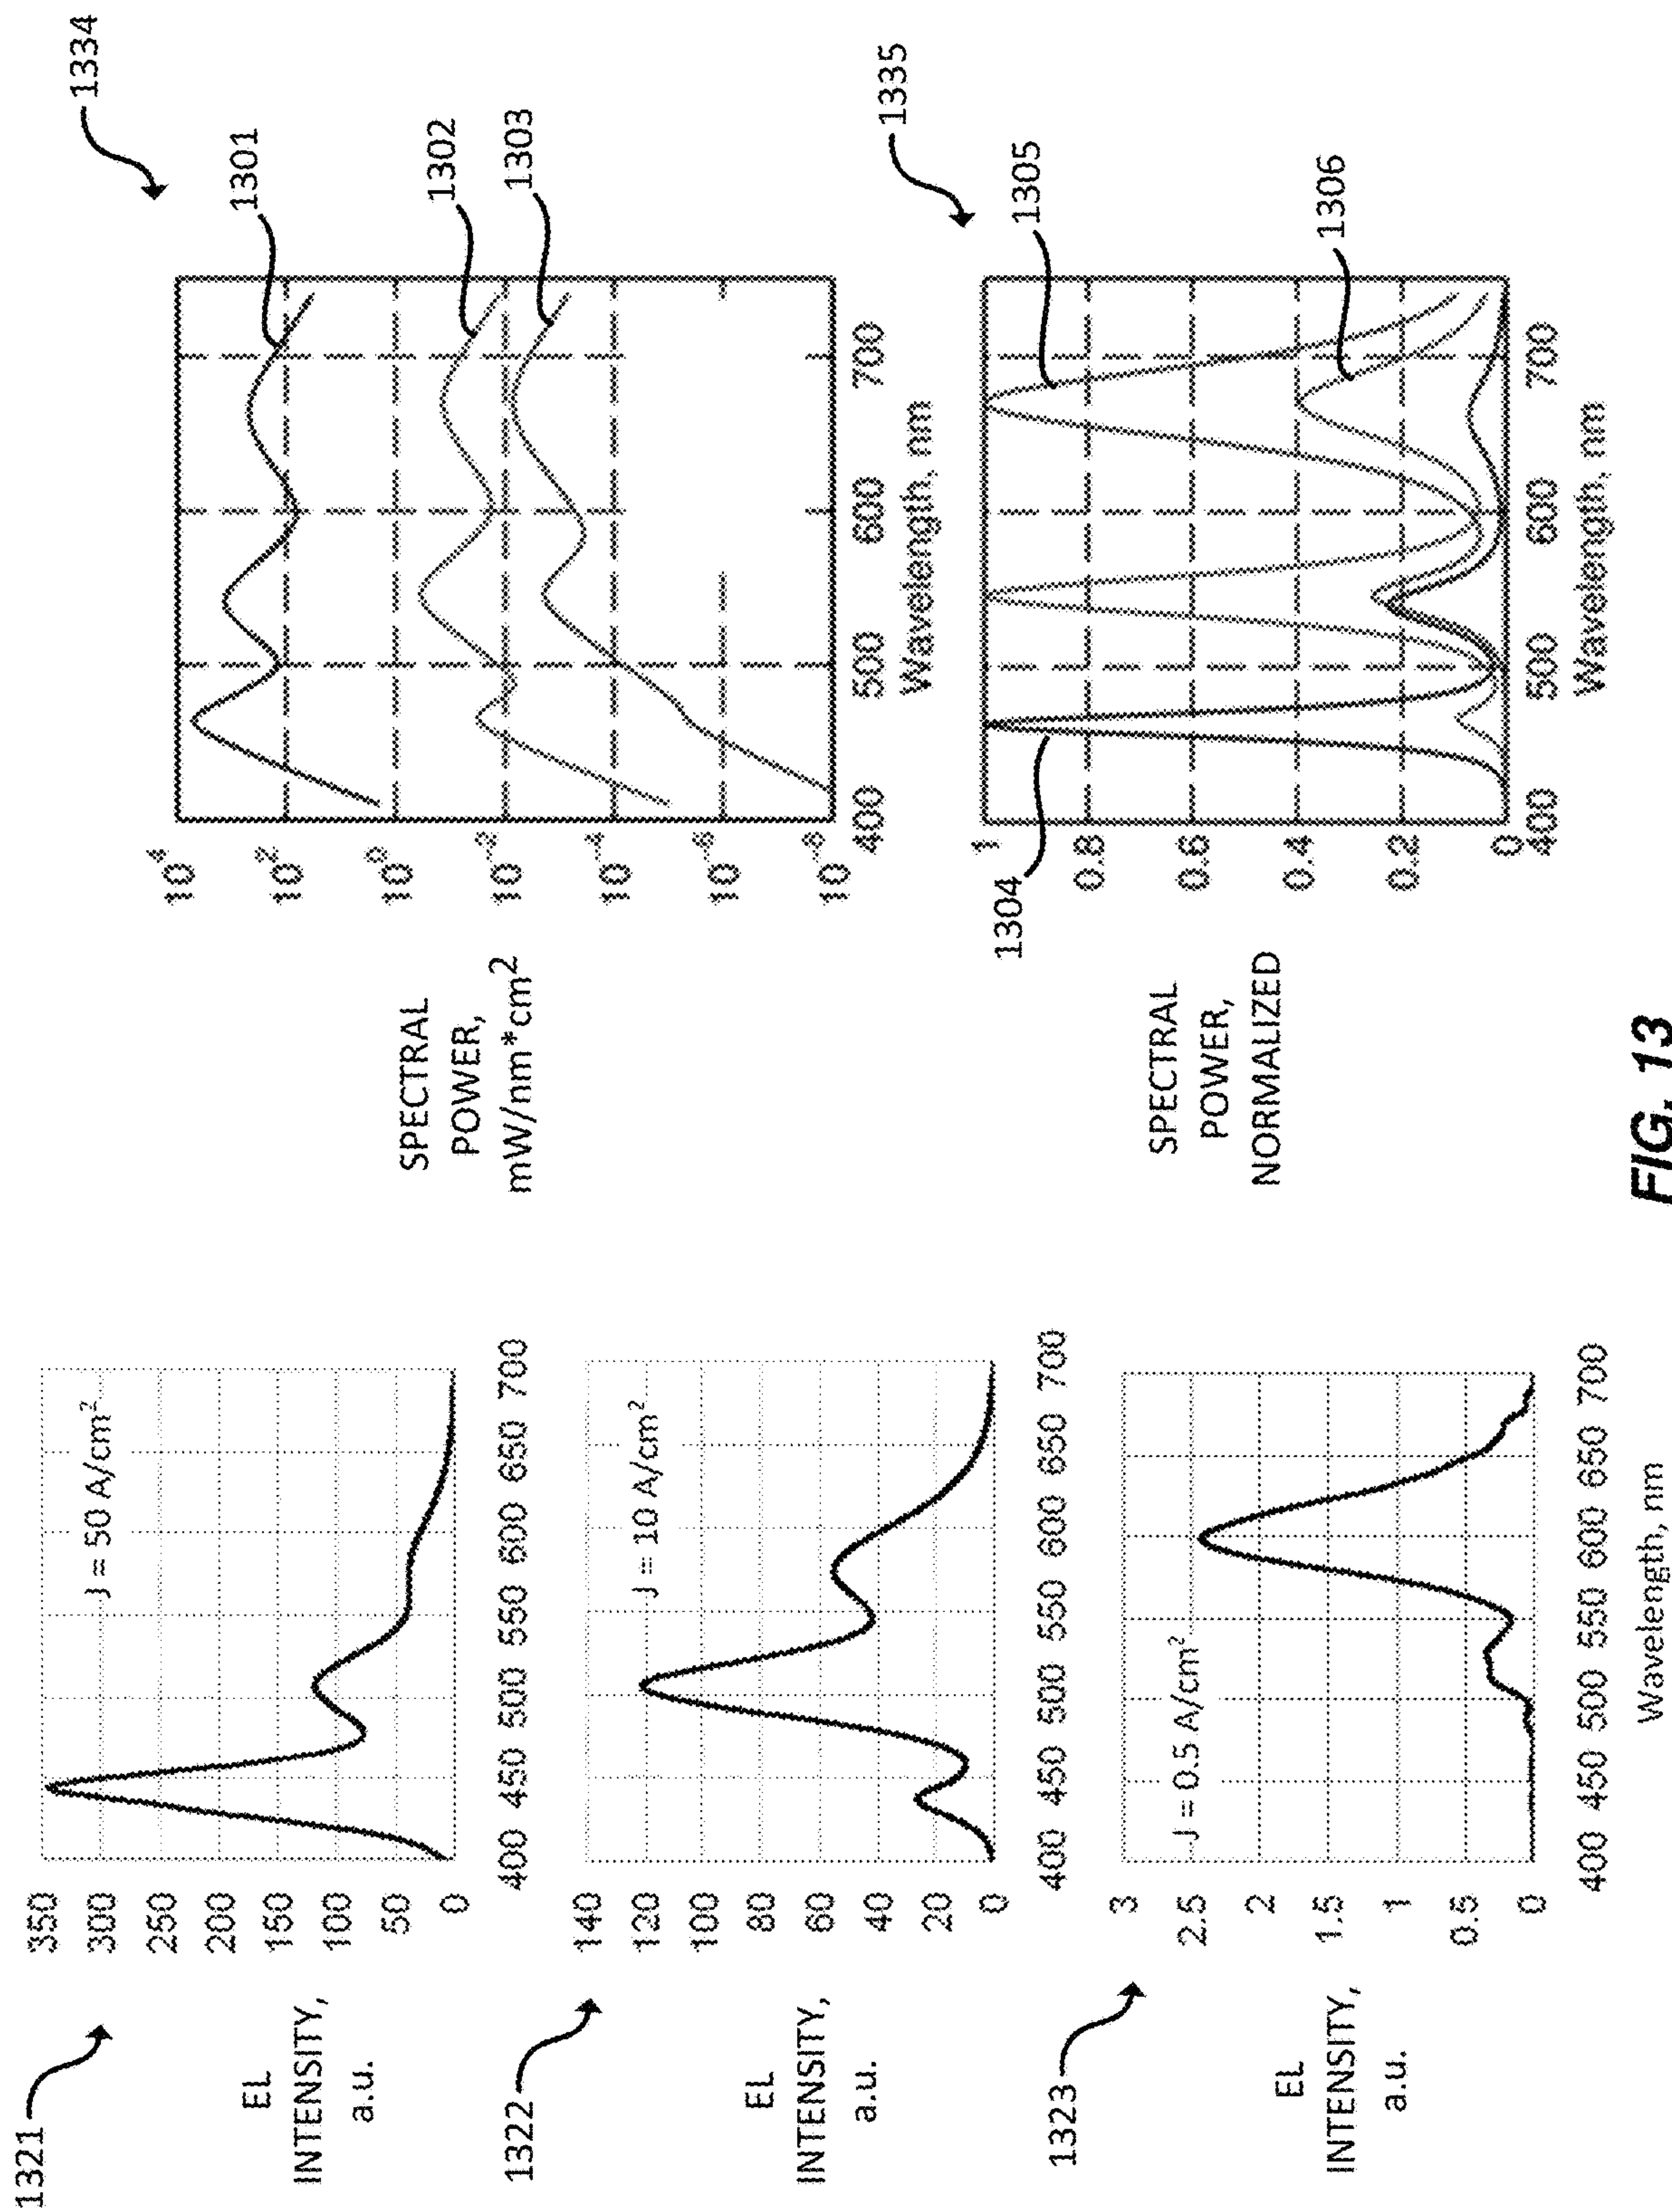 1321
EL
INTENSITY,
a.u.
350
300
250
200
150
100
50
0
J = 50 A/cm²
400 450 500 550 600 650 700
1322
EL
INTENSITY,
a.u.
140
120
100
80
60
40
20
0
J = 10 A/cm²
400 450 500 550 600 650 700
1323
EL
INTENSITY,
a.u.
3
2.5
2
1.5
1
0.5
0
J = 0.5 A/cm²
400 450 500 550 600 650 700
Wavelength, nm
1334
SPECTRAL
POWER,
mW/nm*cm²
10⁴
10²
10⁰
10⁻²
10⁻⁴
10⁻⁶
10⁻⁸
1301
1302
1303
400 500 600 700
Wavelength, nm
1335
SPECTRAL
POWER,
NORMALIZED
1
0.8
0.6
0.4
0.2
0
1304
1305
1306
400 500 600 700
Wavelength, nm
FIG. 13